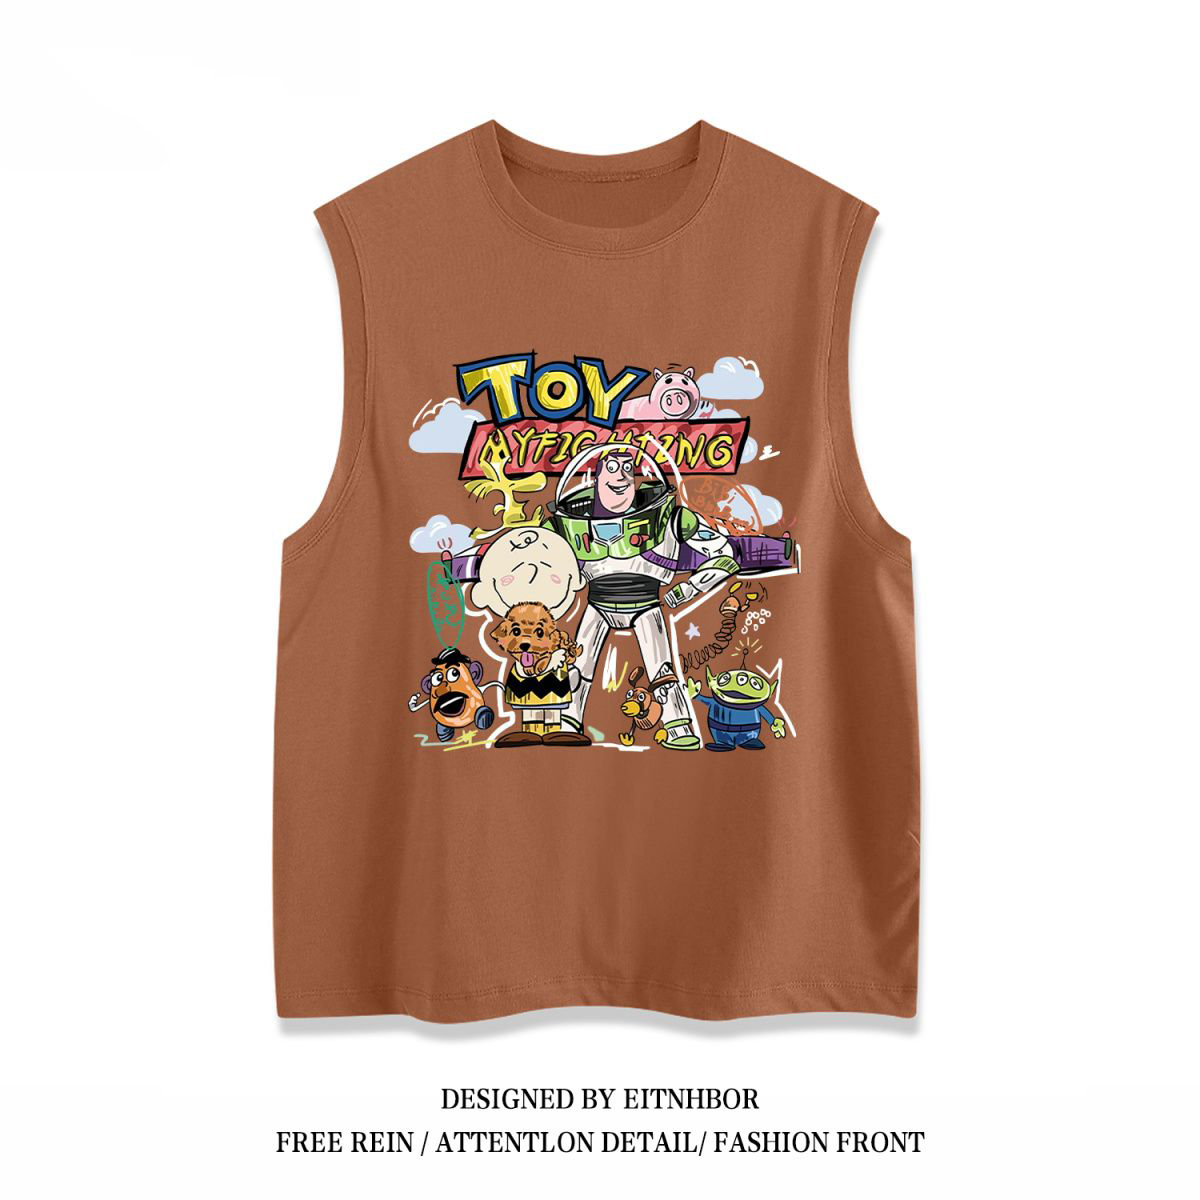 TOY
MYFIGHTING
DESIGNED BY EITNHBOR
FREE REIN / ATTENTLON DETAIL/ FASHION FRONT